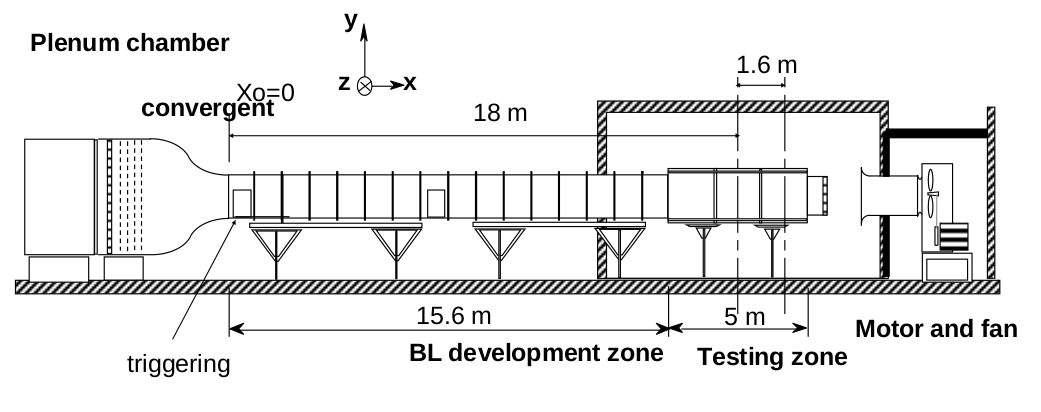 y
Plenum chamber
1.6 m
z
x
Xo=0
convergent
18 m
15.6 m
5 m
Motor and fan
BL development zone
Testing zone
triggering